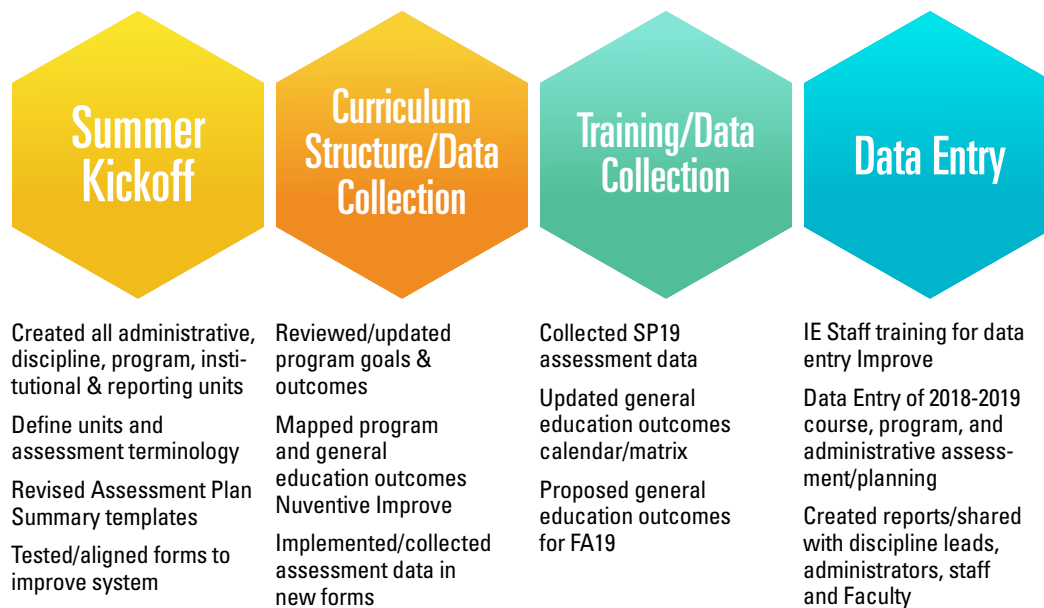 Summer
Kickoff
Created all administrative,
discipline, program, insti-
tutional & reporting units
Define units and
assessment terminology
Revised Assessment Plan
Summary templates
Tested/aligned forms to
improve system
Curriculum
Structure/Data
Collection
Reviewed/updated
program goals &
outcomes
Mapped program
and general
education outcomes
Nuventive Improve
Implemented/collected
assessment data in
new forms
Training/Data
Collection
Collected SP19
assessment data
Updated general
education outcomes
calendar/matrix
Proposed general
education outcomes
for FA19
Data Entry
IE Staff training for data
entry Improve
Data Entry of 2018-2019
course, program, and
administrative assess-
ment/planning
Created reports/shared
with discipline leads,
administrators, staff
and Faculty